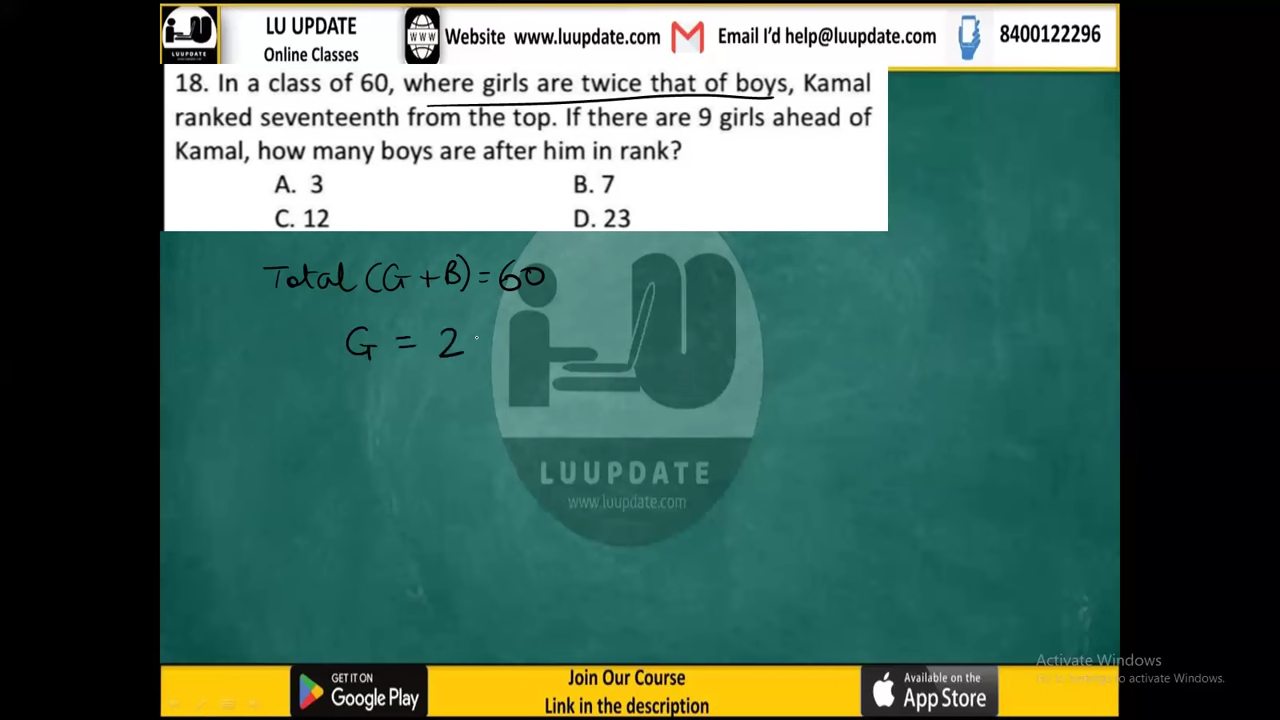 LU UPDATE
Online Classes
WWW
Website www.luupdate.com
Email I'd help@luupdate.com
8400122296
LUUPDATE
18. In a class of 60, where girls are twice that of boys, Kamal
ranked seventeenth from the top. If there are 9 girls ahead of
Kamal, how many boys are after him in rank?
A. 3
B. 7
C. 12
D. 23
Total (G+B) = 60
G = 2
LUUPDATE
www.luupdate.com
Activate Windows
GET IT ON
Google Play
Join Our Course
Link in the description
Available on the
App Store